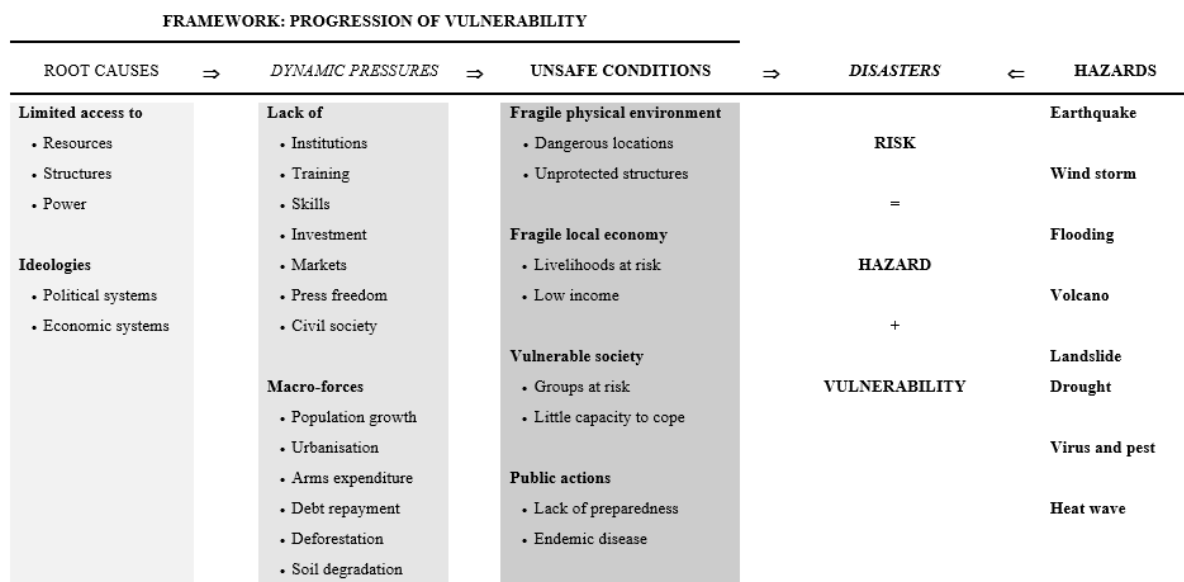 FRAMEWORK: PROGRESSION OF VULNERABILITY
ROOT CAUSES ⇒ DYNAMIC PRESSURES ⇒ UNSAFE CONDITIONS ⇒ DISASTERS ⇐ HAZARDS
Limited access to
• Resources
• Structures
• Power
Ideologies
• Political systems
• Economic systems
Lack of
• Institutions
• Training
• Skills
• Investment
• Markets
• Press freedom
• Civil society
Macro-forces
• Population growth
• Urbanisation
• Arms expenditure
• Debt repayment
• Deforestation
• Soil degradation
Fragile physical environment
• Dangerous locations
• Unprotected structures
Fragile local economy
• Livelihoods at risk
• Low income
Vulnerable society
• Groups at risk
• Little capacity to cope
Public actions
• Lack of preparedness
• Endemic disease
RISK
=
HAZARD
+
VULNERABILITY
Earthquake
Wind storm
Flooding
Volcano
Landslide
Drought
Virus and pest
Heat wave